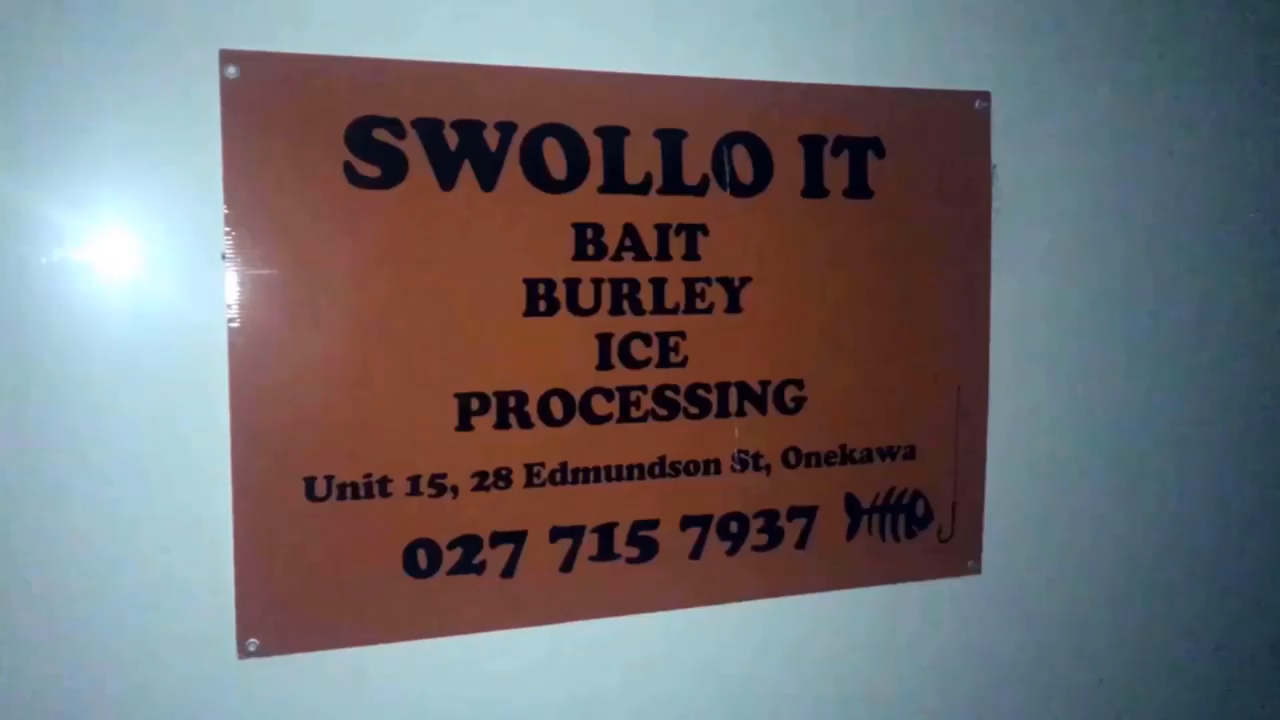 SWOLLO IT
BAIT
BURLEY
ICE
PROCESSING
Unit 15, 28 Edmundson St, Onekawa
027 715 7937